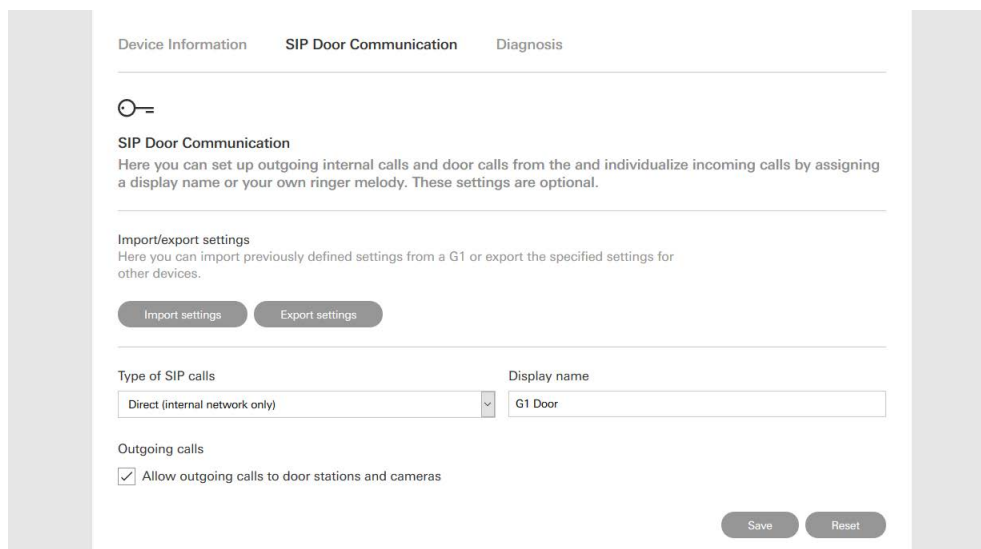 Device Information SIP Door Communication Diagnosis
SIP Door Communication
Here you can set up outgoing internal calls and door calls from the and individualize incoming calls by assigning
a display name or your own ringer melody. These settings are optional.
Import/export settings
Here you can import previously defined settings from a G1 or export the specified settings for
other devices.
Import settings Export settings
Type of SIP calls Display name
Direct (internal network only) G1 Door
Outgoing calls
Allow outgoing calls to door stations and cameras
Save Reset